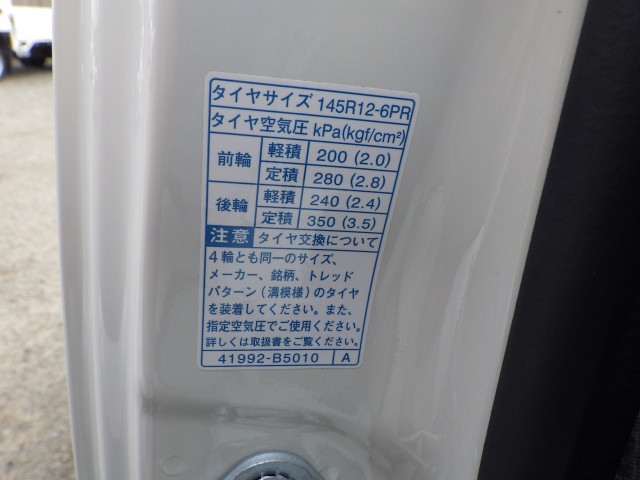 タイヤサイズ 145R12-6PR
タイヤ空気圧 kPa(kgf/cm²)
前輪 軽積 200 (2.0)
定積 280 (2.8)
後輪 軽積 240 (2.4)
定積 350 (3.5)
注意 タイヤ交換について
4輪とも同一のサイズ、
メーカー、銘柄、トレッド
パターン(溝模様)のタイヤ
を装着してください。また、
指定空気圧でご使用ください。
詳しくは取扱書をご覧ください。
41992-B5010 A